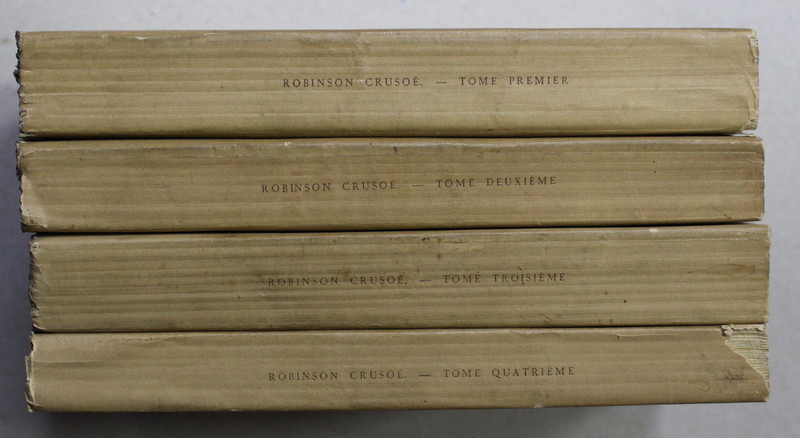 ROBINSON CRUSOÉ. — TOME PREMIER
ROBINSON CRUSOÉ. — TOME DEUXIÈME
ROBINSON CRUSOÉ. — TOME TROISIÈME
ROBINSON CRUSOÉ. — TOME QUATRIÈME